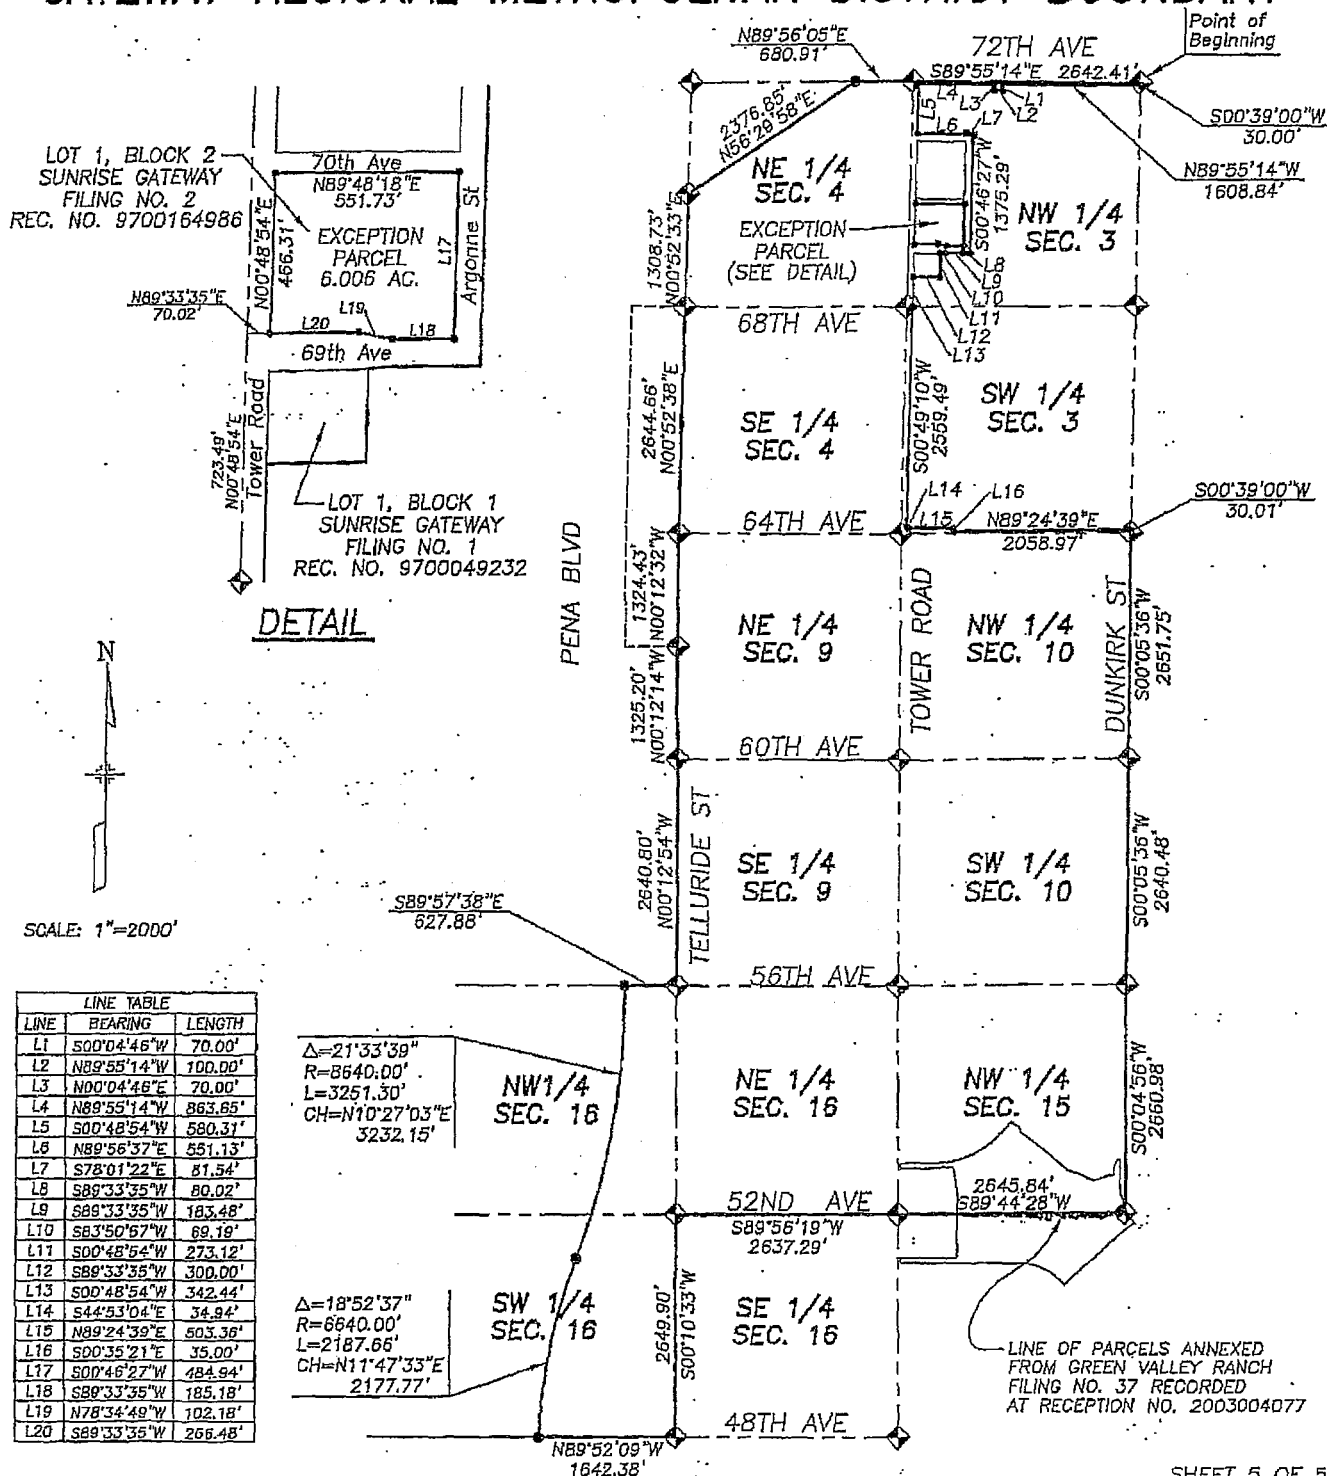 GATEWAY REGIONAL METROPOLITAN DISTRICT BOUNDARY
Point of
Beginning
N89°56'05"E
680.91'
72TH AVE
S89°55'14"E 2642.41'
L4
L3
L1
L2
L5
L6
L7
S00°39'00"W
30.00'
N89°55'14"W
1608.84'
2376.85'
N56°29'58"E
NE 1/4
SEC. 4
S00°46'27"W
1375.29'
NW 1/4
SEC. 3
EXCEPTION
PARCEL
(SEE DETAIL)
1308.73'
N00°52'33"E
L8
L9
L10
L11
L12
L13
68TH AVE
LOT 1, BLOCK 2
SUNRISE GATEWAY
FILING NO. 2
REC. NO. 9700164986
70th Ave
N89°48'18"E
551.73'
N00°48'54"E
466.31'
EXCEPTION
PARCEL
6.006 AC.
L17
Argonne St
N89°33'35"E
70.02'
L19
L20
L18
69th Ave
723.49'
N00°48'54"E
Tower Road
LOT 1, BLOCK 1
SUNRISE GATEWAY
FILING NO. 1
REC. NO. 9700049232
DETAIL
2644.66'
N00°52'38"E
SE 1/4
SEC. 4
S00°49'10"W
2559.49'
SW 1/4
SEC. 3
L14
L16
L15
64TH AVE
N89°24'39"E
2058.97'
S00°39'00"W
30.01'
PENA BLVD
1324.43'
N00°12'32"W
NE 1/4
SEC. 9
TOWER ROAD
NW 1/4
SEC. 10
DUNKIRK ST
S00°05'36"W
2651.75'
1325.20'
N00°12'14"W
60TH AVE
N
SCALE: 1"=2000'
2640.80'
N00°12'54"W
TELLURIDE ST
SE 1/4
SEC. 9
SW 1/4
SEC. 10
S00°05'36"W
2640.48'
S89°57'38"E
627.88'
56TH AVE
LINE TABLE
LINE BEARING LENGTH
L1 S00°04'46"W 70.00'
L2 N89°55'14"W 100.00'
L3 N00°04'46"E 70.00'
L4 N89°55'14"W 863.65'
L5 S00°48'54"W 580.31'
L6 N89°56'37"E 551.13'
L7 S78°01'22"E 81.54'
L8 S89°33'35"W 80.02'
L9 S89°33'35"W 183.48'
L10 S83°50'57"W 69.19'
L11 S00°48'54"W 273.12'
L12 S89°33'35"W 300.00'
L13 S00°48'54"W 342.44'
L14 S44°53'04"E 34.94'
L15 N89°24'39"E 503.36'
L16 S00°35'21"E 35.00'
L17 S00°46'27"W 484.94'
L18 S89°33'35"W 185.18'
L19 N78°34'49"W 102.18'
L20 S89°33'35"W 266.48'
Δ=21°33'39"
R=8640.00'
L=3251.30'
CH=N10°27'03"E
3232.15'
NW1/4
SEC. 16
NE 1/4
SEC. 16
NW 1/4
SEC. 15
S00°04'56"W
2660.98'
52ND AVE
S89°56'19"W
2637.29'
2645.84'
S89°44'28"W
Δ=18°52'37"
R=6640.00'
L=2187.66'
CH=N11°47'33"E
2177.77'
SW 1/4
SEC. 16
2649.90'
S00°10'33"W
SE 1/4
SEC. 16
LINE OF PARCELS ANNEXED
FROM GREEN VALLEY RANCH
FILING NO. 37 RECORDED
AT RECEPTION NO. 2003004077
48TH AVE
N89°52'09"W
1642.38'
SHEET 5 OF 5